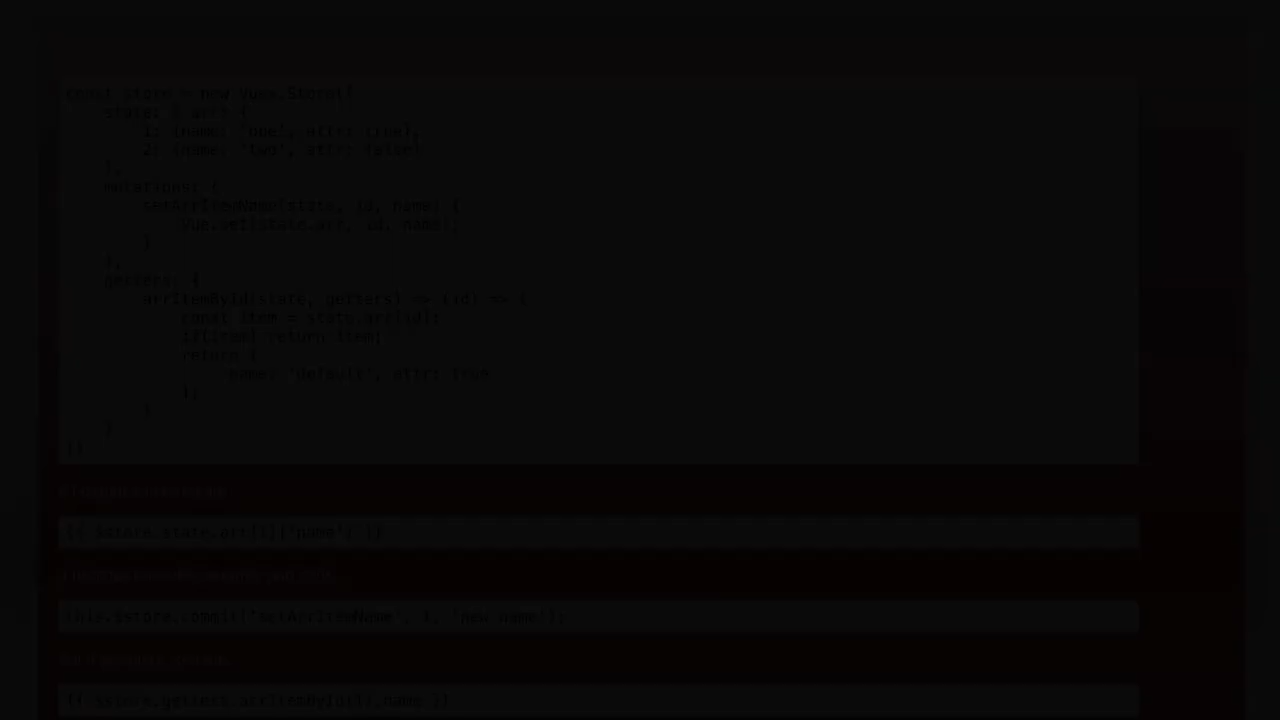 const store = new Vuex.Store({
state: { arr: {
1: {name: 'one', attr: true},
2: {name: 'two', attr: false}
},
mutations: {
setArrItemName(state, id, name) {
Vue.set(state.arr, id, name);
}
},
getters: {
arrItemById(state, getters) => (id) => {
const item = state.arr[id];
if(item) return item;
return {
name: 'default', attr: true
};
}
}
})
{{ $store.state.arr[1]['name'] }}
this.$store.commit('setArrItemName', 1, 'new name');
{{ $store.getters.arrItemById(1).name }}